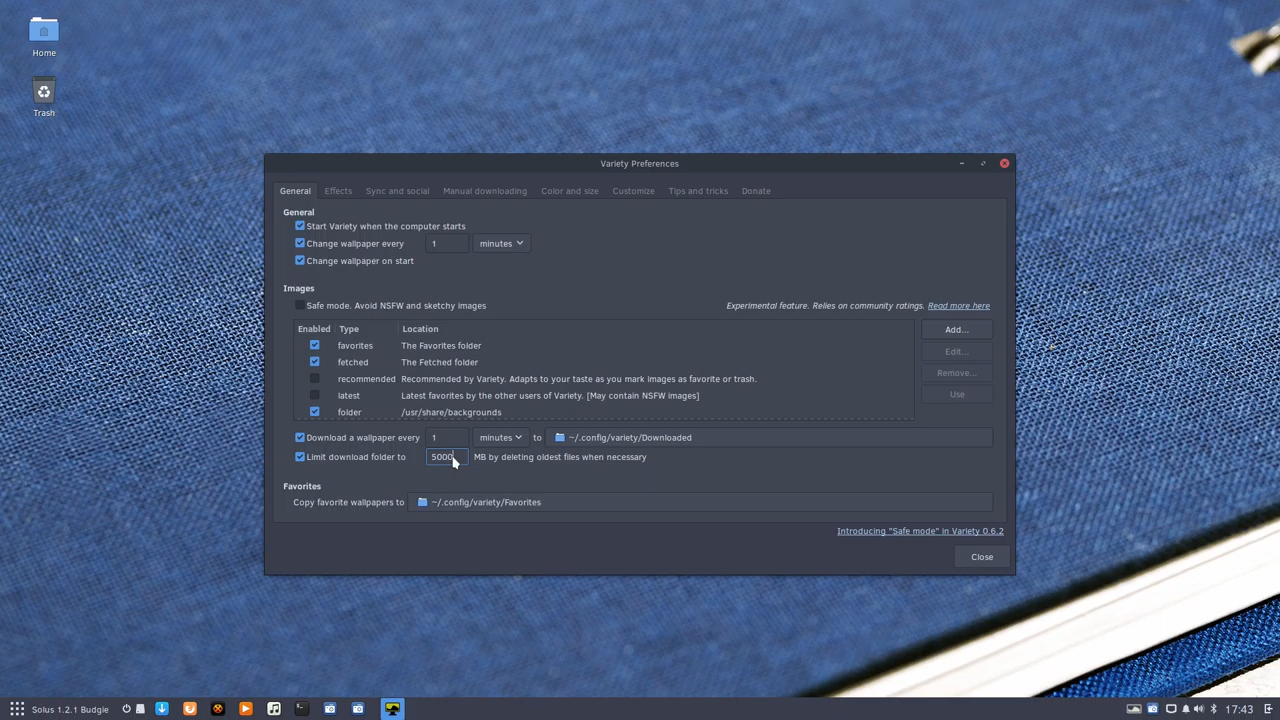 Home
Trash
Variety Preferences
General Effects Sync and social Manual downloading Color and size Customize Tips and tricks Donate
General
Start Variety when the computer starts
Change wallpaper every 1 minutes
Change wallpaper on start
Images
Safe mode. Avoid NSFW and sketchy images Experimental feature. Relies on community ratings. Read more here
Enabled Type Location Add...
favorites The Favorites folder
fetched The Fetched folder Edit...
recommended Recommended by Variety. Adapts to your taste as you mark images as favorite or trash. Remove...
latest Latest favorites by the other users of Variety. [May contain NSFW images] Use
folder /usr/share/backgrounds
Download a wallpaper every 1 minutes to ~/.config/variety/Downloaded
Limit download folder to 5000 MB by deleting oldest files when necessary
Favorites
Copy favorite wallpapers to ~/.config/variety/Favorites
Introducing "Safe mode" in Variety 0.6.2
Close
Solus 1.2.1 Budgie 17:43